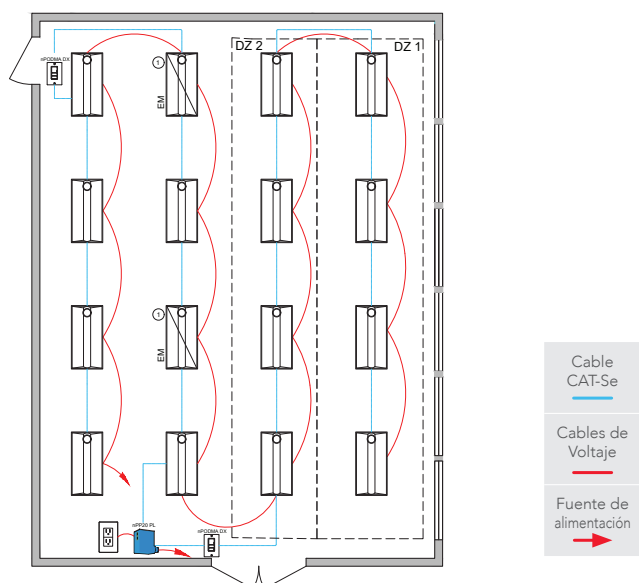 DZ 2
DZ 1
nPODMA DX
1
EM
1
EM
nPP20 PL
nPODMA DX
Cable
CAT-Se
Cables de
Voltaje
Fuente de
alimentación